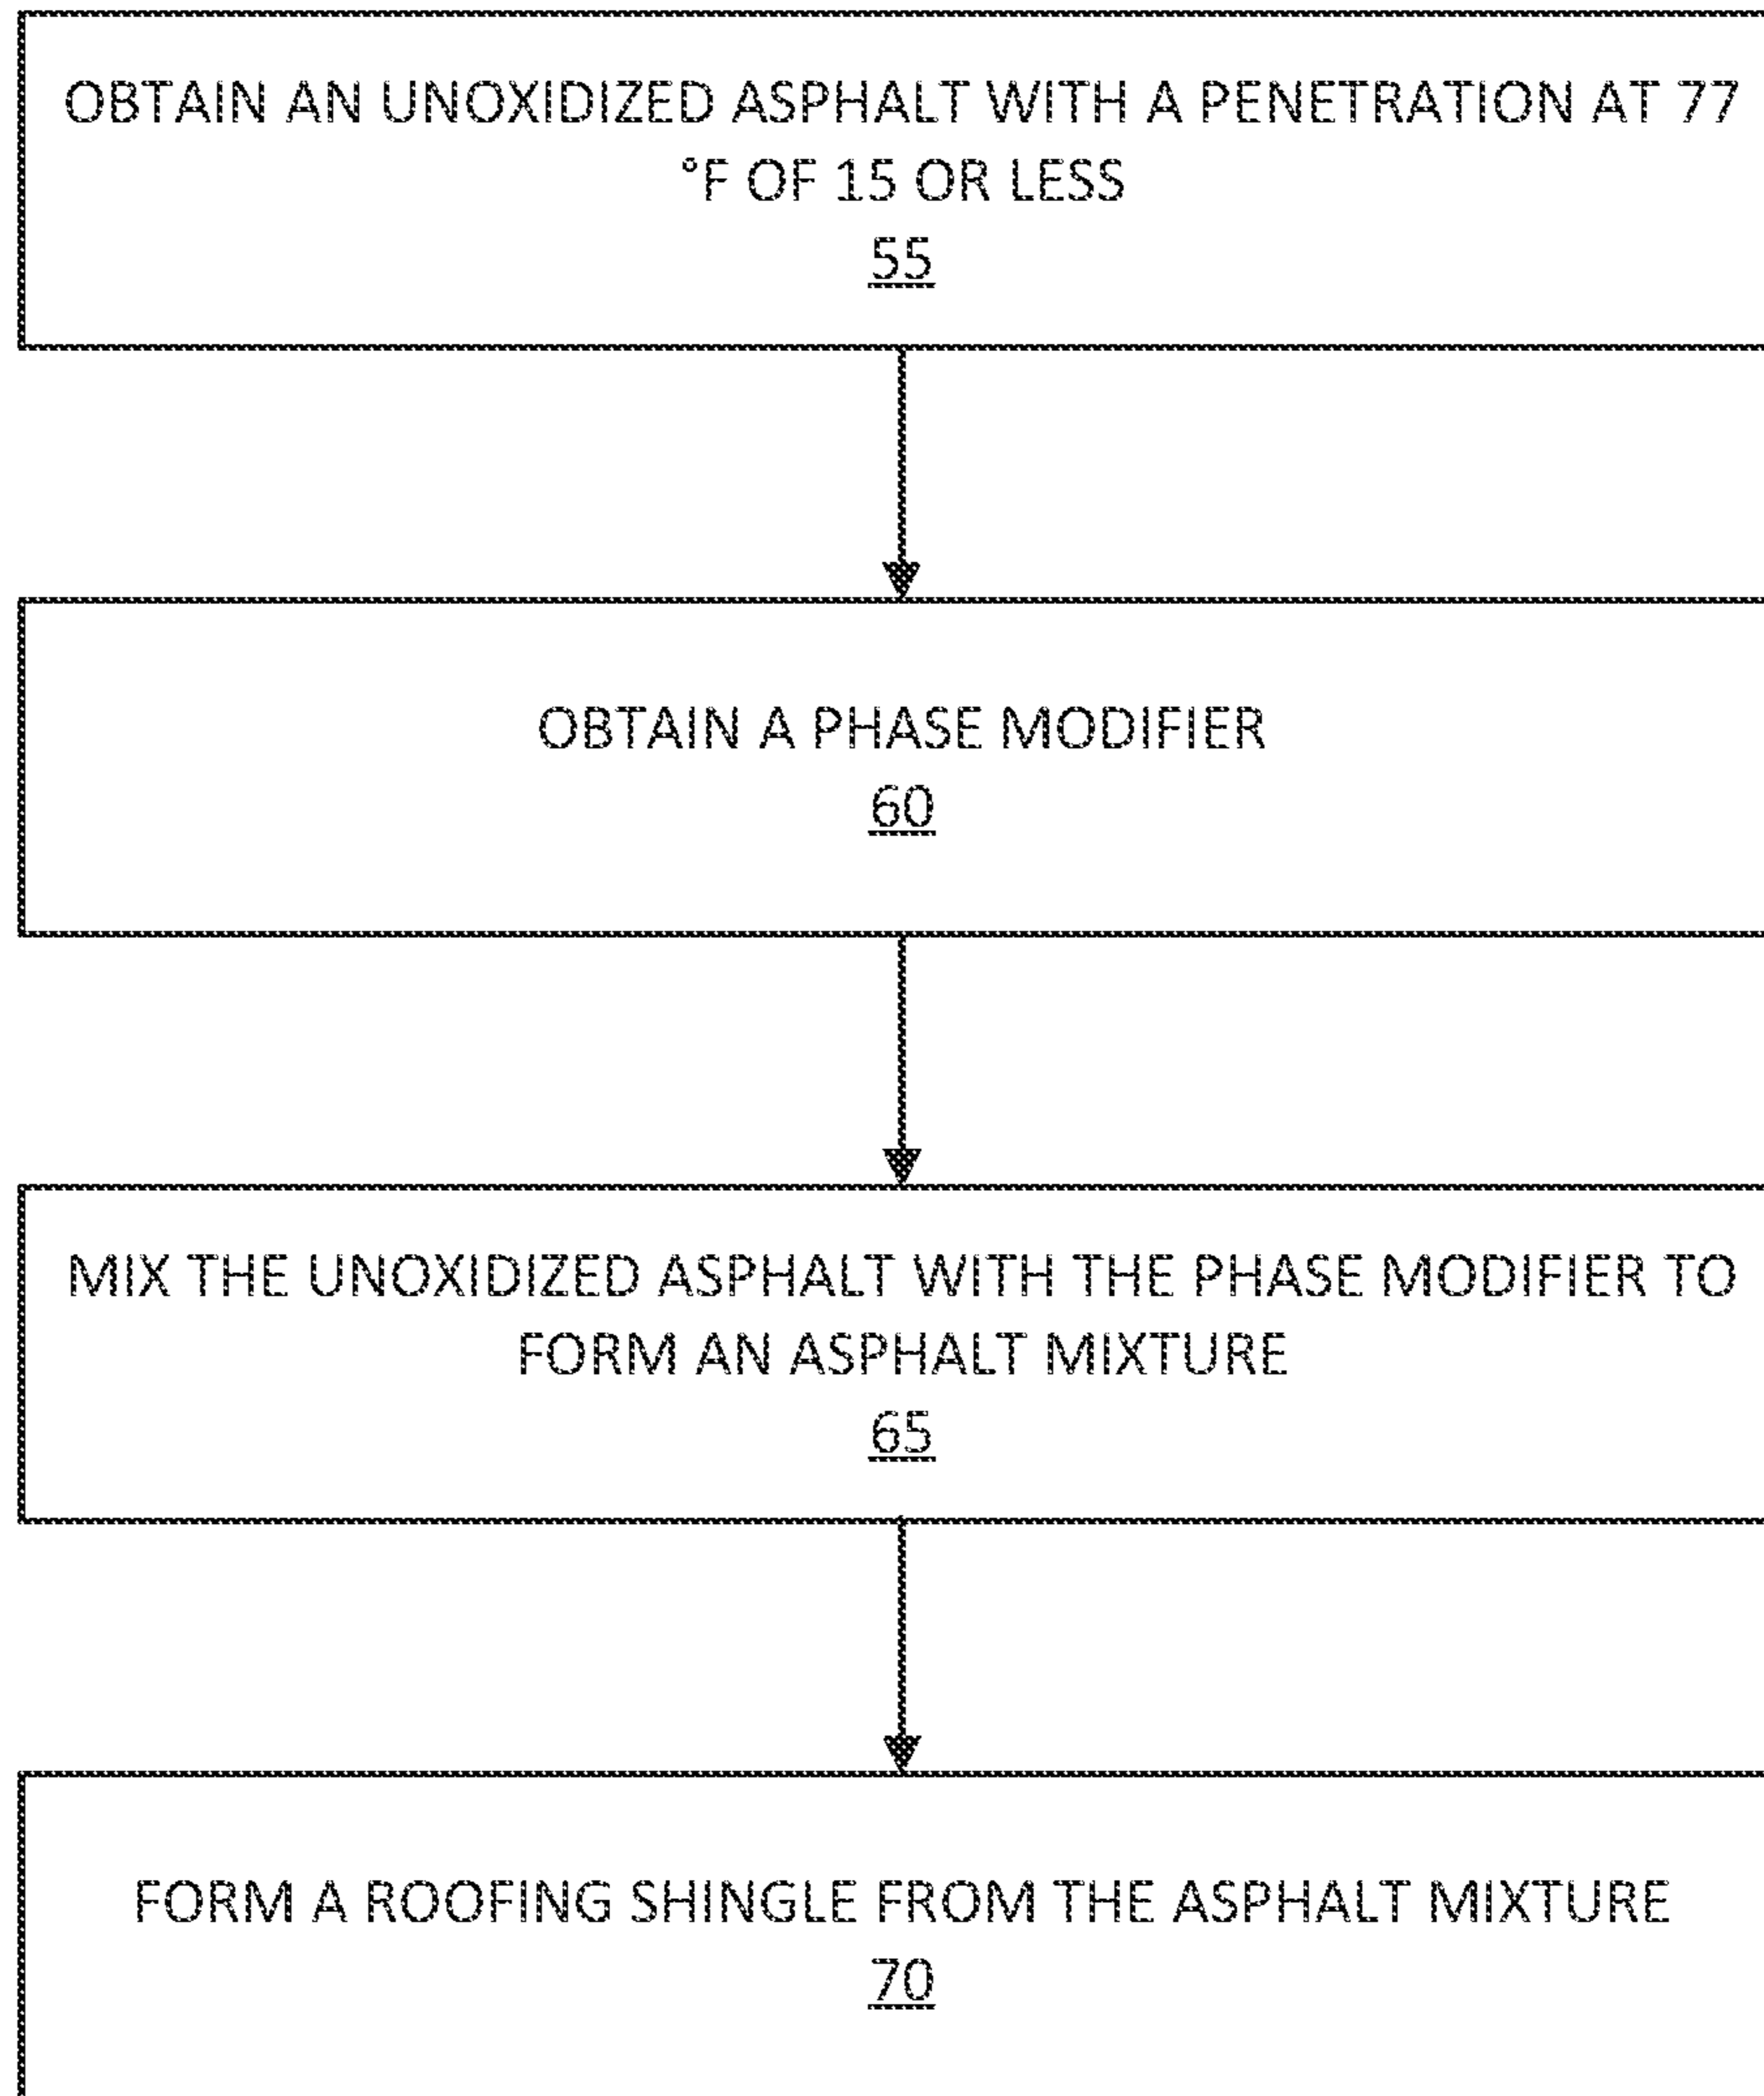 OBTAIN AN UNOXIDIZED ASPHALT WITH A PENETRATION AT 77
°F OF 15 OR LESS
55
OBTAIN A PHASE MODIFIER
60
MIX THE UNOXIDIZED ASPHALT WITH THE PHASE MODIFIER TO
FORM AN ASPHALT MIXTURE
65
FORM A ROOFING SHINGLE FROM THE ASPHALT MIXTURE
70